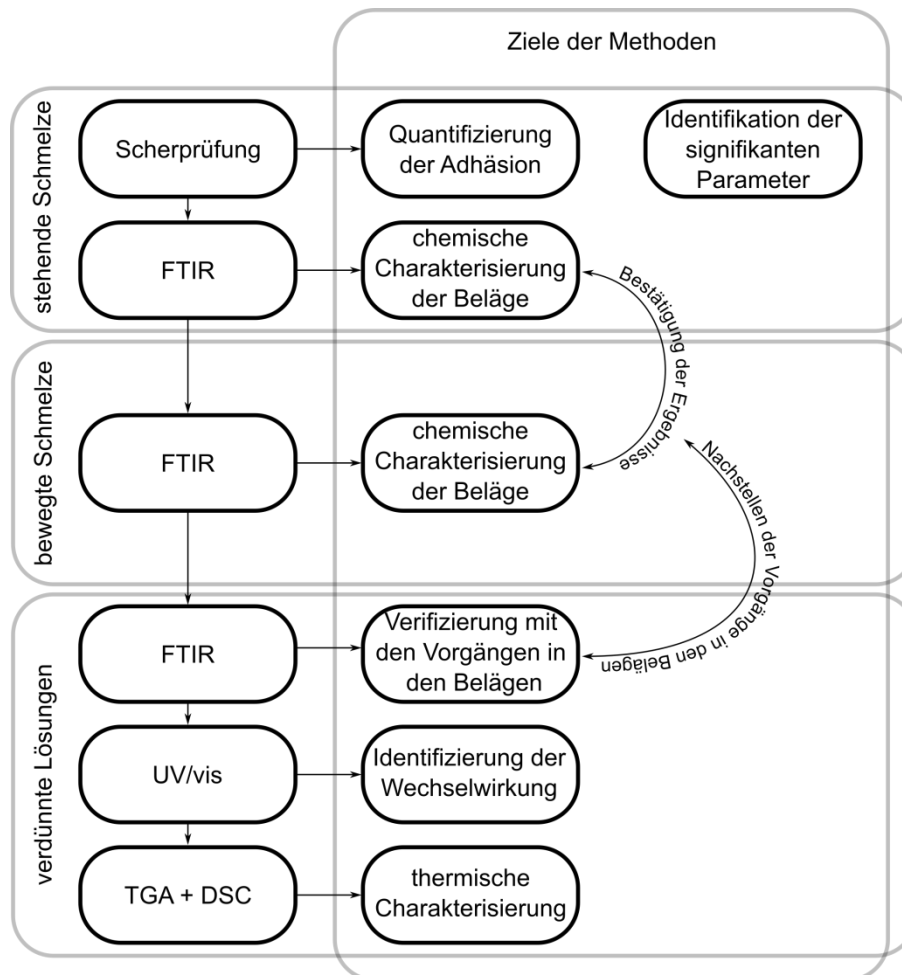 Ziele der Methoden
stehende Schmelze
Scherprüfung
Quantifizierung
der Adhäsion
Identifikation der
signifikanten
Parameter
FTIR
chemische
Charakterisierung
der Beläge
Bestätigung der Ergebnisse
bewegte Schmelze
FTIR
chemische
Charakterisierung
der Beläge
Nachstellen der Vorgänge in den Belägen
verdünnte Lösungen
FTIR
Verifizierung mit
den Vorgängen in
den Belägen
UV/vis
Identifizierung der
Wechselwirkung
TGA + DSC
thermische
Charakterisierung